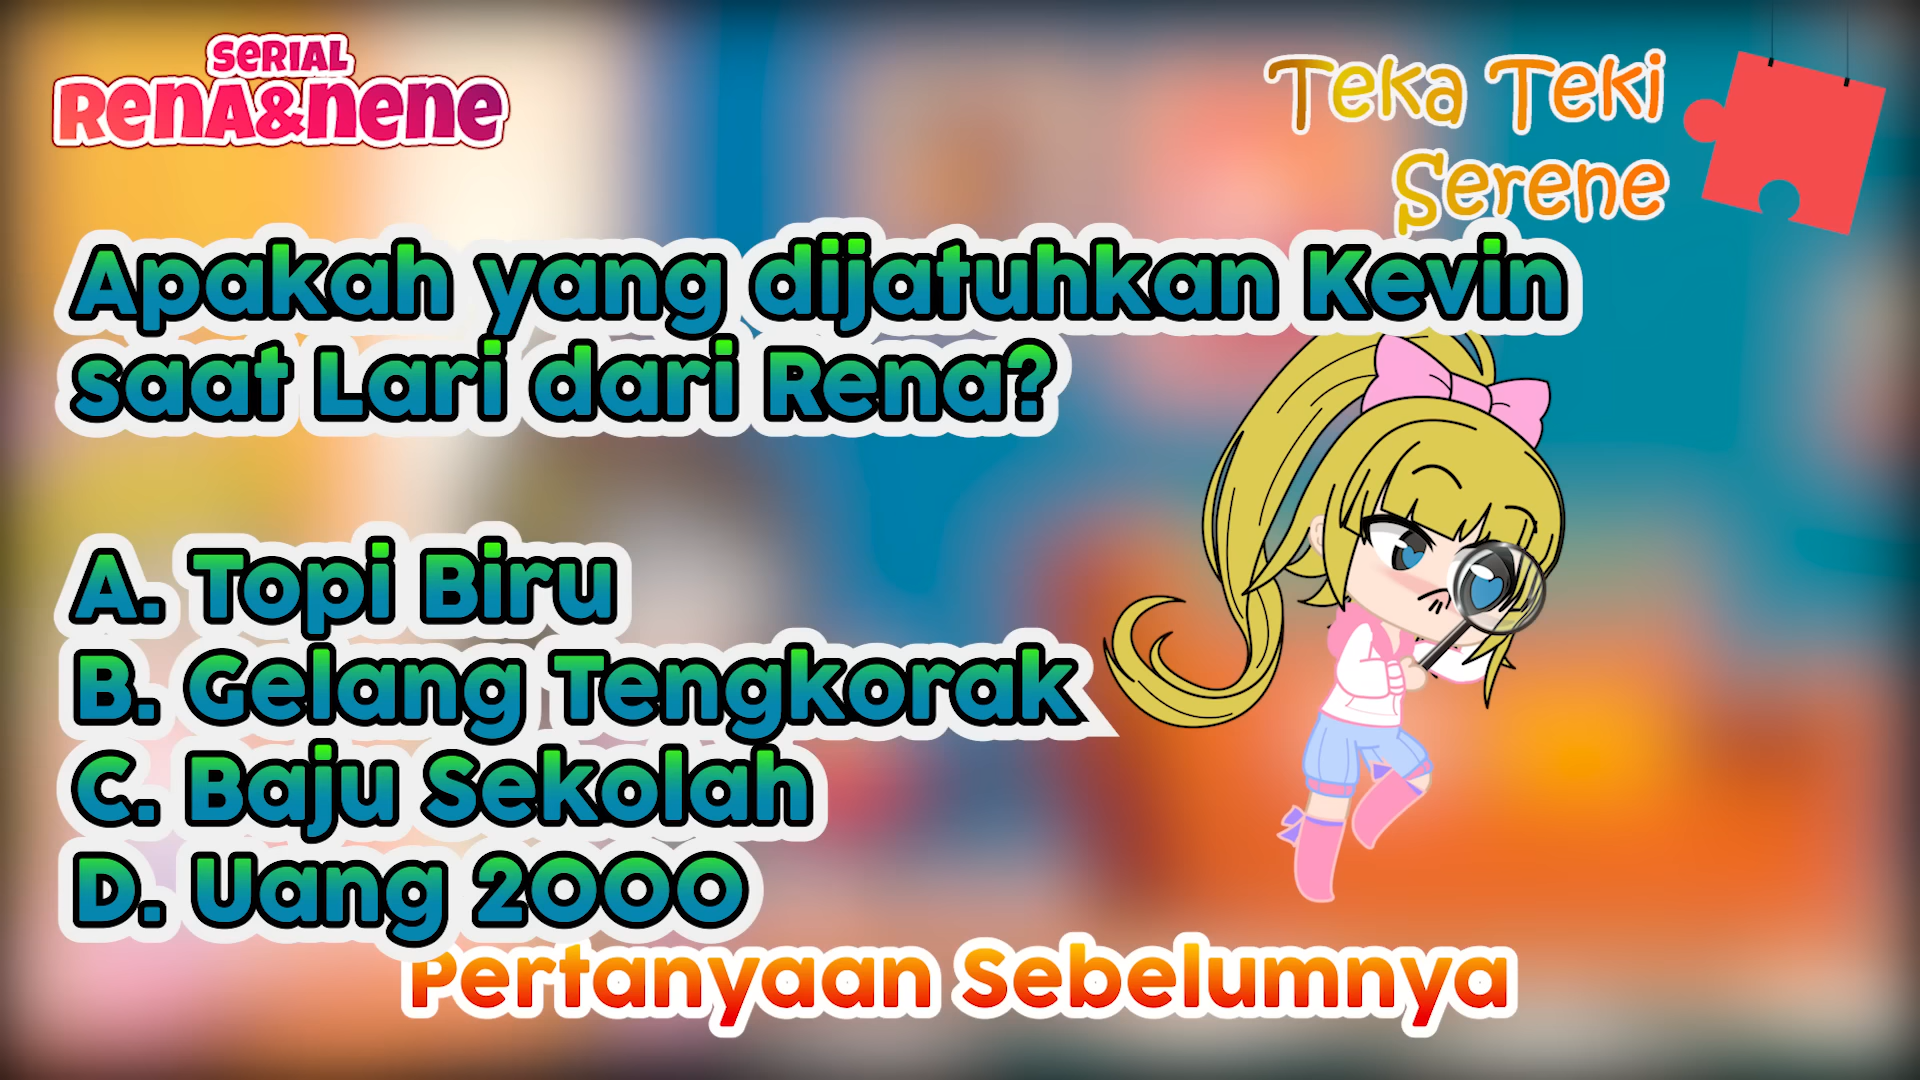 SERIAL
RENA&NENE
Teka Teki
Serene
Apakah yang dijatuhkan Kevin
saat Lari dari Rena?
A. Topi Biru
B. Gelang Tengkorak
C. Baju Sekolah
D. Uang 2000
Pertanyaan Sebelumnya